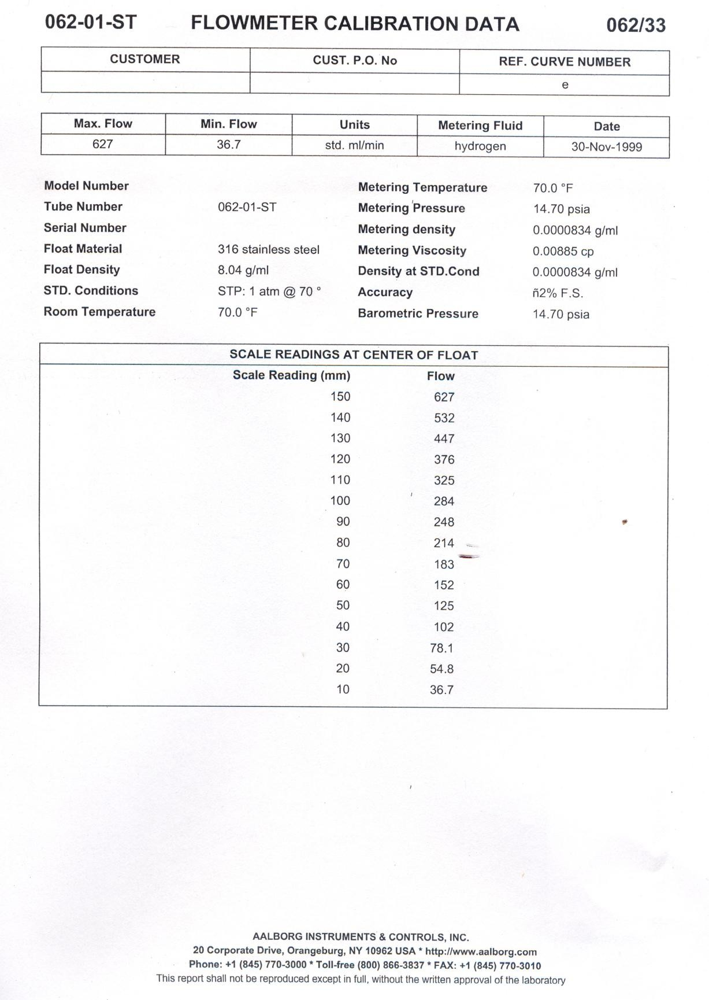 062-01-ST FLOWMETER CALIBRATION DATA 062/33
CUSTOMER CUST. P.O. No REF. CURVE NUMBER
e
Max. Flow Min. Flow Units Metering Fluid Date
627 36.7 std. ml/min hydrogen 30-Nov-1999
Model Number Metering Temperature 70.0 °F
Tube Number 062-01-ST Metering Pressure 14.70 psia
Serial Number Metering density 0.0000834 g/ml
Float Material 316 stainless steel Metering Viscosity 0.00885 cp
Float Density 8.04 g/ml Density at STD.Cond 0.0000834 g/ml
STD. Conditions STP: 1 atm @ 70 ° Accuracy ñ2% F.S.
Room Temperature 70.0 °F Barometric Pressure 14.70 psia
SCALE READINGS AT CENTER OF FLOAT
Scale Reading (mm) Flow
150 627
140 532
130 447
120 376
110 325
100 284
90 248
80 214
70 183
60 152
50 125
40 102
30 78.1
20 54.8
10 36.7
AALBORG INSTRUMENTS & CONTROLS, INC.
20 Corporate Drive, Orangeburg, NY 10962 USA * http://www.aalborg.com
Phone: +1 (845) 770-3000 * Toll-free (800) 866-3837 * FAX: +1 (845) 770-3010
This report shall not be reproduced except in full, without the written approval of the laboratory